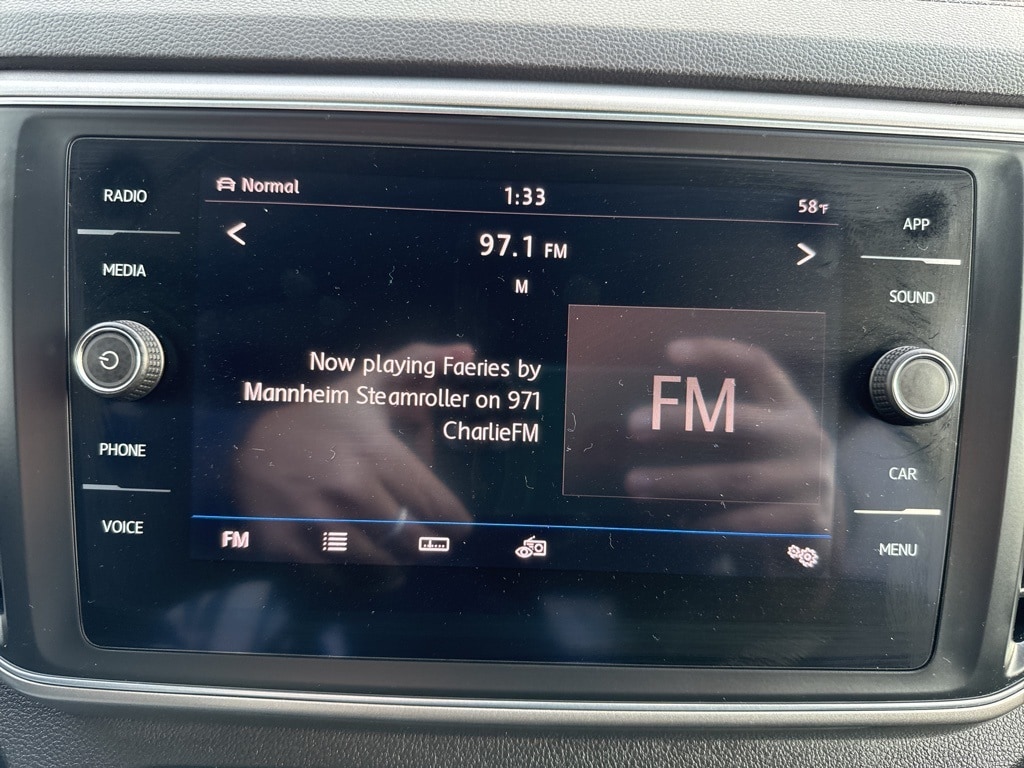 RADIO
MEDIA
PHONE
VOICE
Normal
1:33
58°F
97.1 FM
M
Now playing Faeries by
Mannheim Steamroller on 971
CharlieFM
FM
FM
APP
SOUND
CAR
MENU